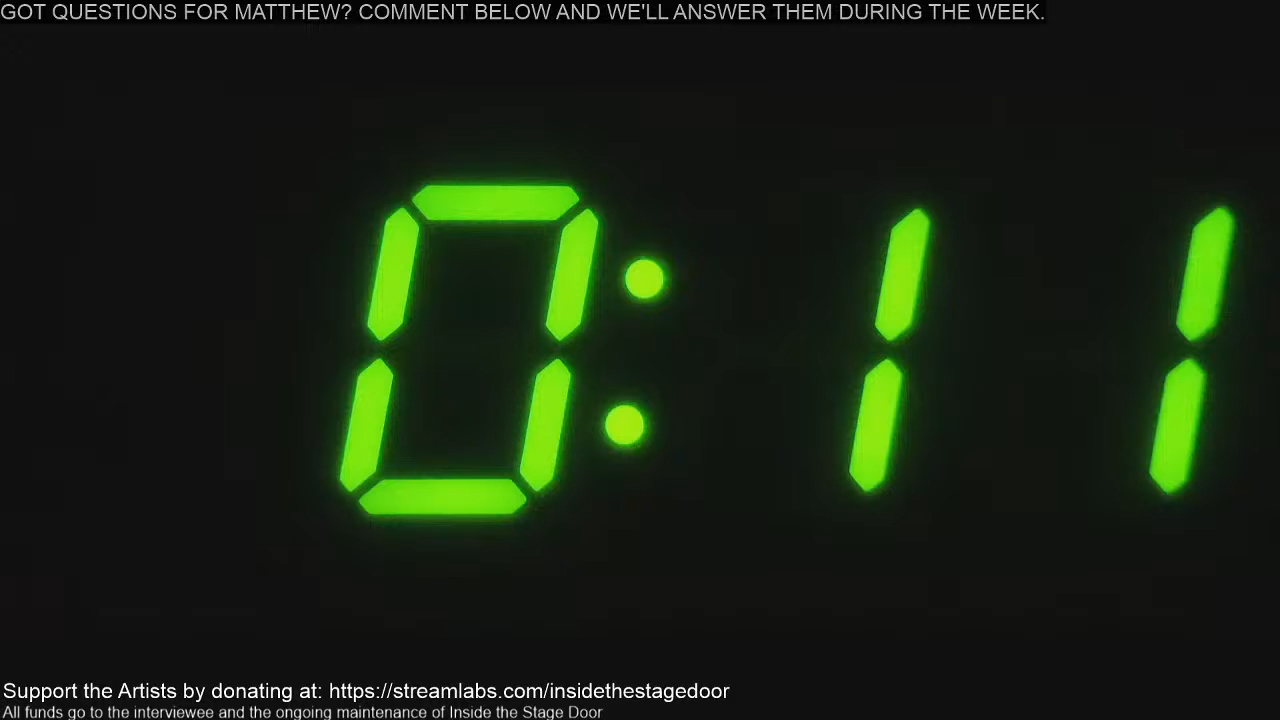 GOT QUESTIONS FOR MATTHEW? COMMENT BELOW AND WE'LL ANSWER THEM DURING THE WEEK.
0:11
Support the Artists by donating at: https://streamlabs.com/insidethestagedoor
All funds go to the interviewee and the ongoing maintenance of Inside the Stage Door